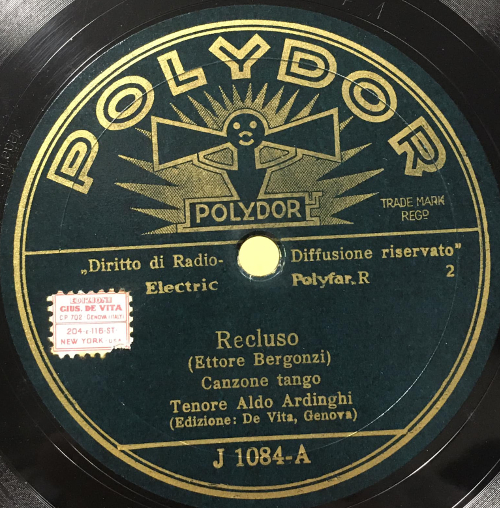 POLYDOR
POLYDOR
TRADE MARK
REGD
„Diritto di Radio- Diffusione riservato"
Electric Polyfar. R 2
EDIZIONI
GIUS. DE VITA
NEW YORK U.S.A.
Recluso
(Ettore Bergonzi)
Canzone tango
Tenore Aldo Ardinghi
(Edizione: De Vita, Genova)
J 1084-A